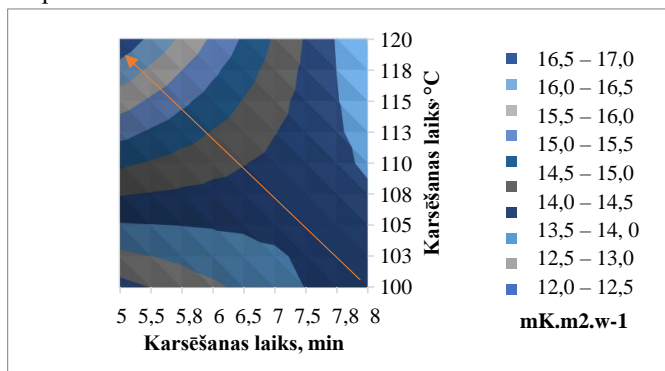 120
118
115
113
110
108
105
103
100
Karsēšanas laiks, °C
5 5,5 5,8 6 6,5 7 7,5 7,8 8
Karsēšanas laiks, min
16,5 – 17,0
16,0 – 16,5
15,5 – 16,0
15,0 – 15,5
14,5 – 15,0
14,0 – 14,5
13,5 – 14, 0
12,5 – 13,0
12,0 – 12,5
mK.m2.w-1